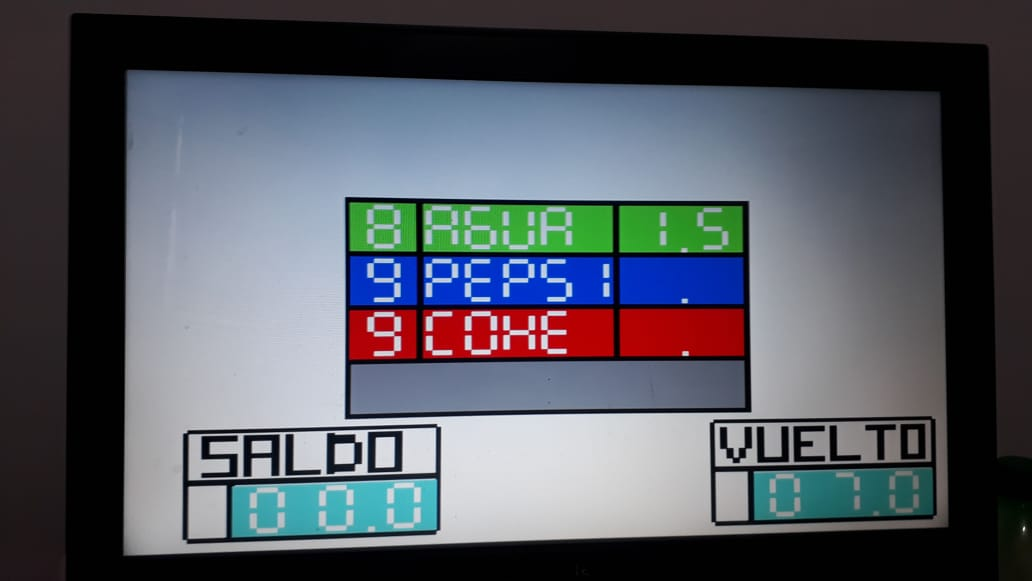 8 AGUA 1.5
9 PEPSI .
9 COKE .
SALDO
00.0
VUELTO
07.0